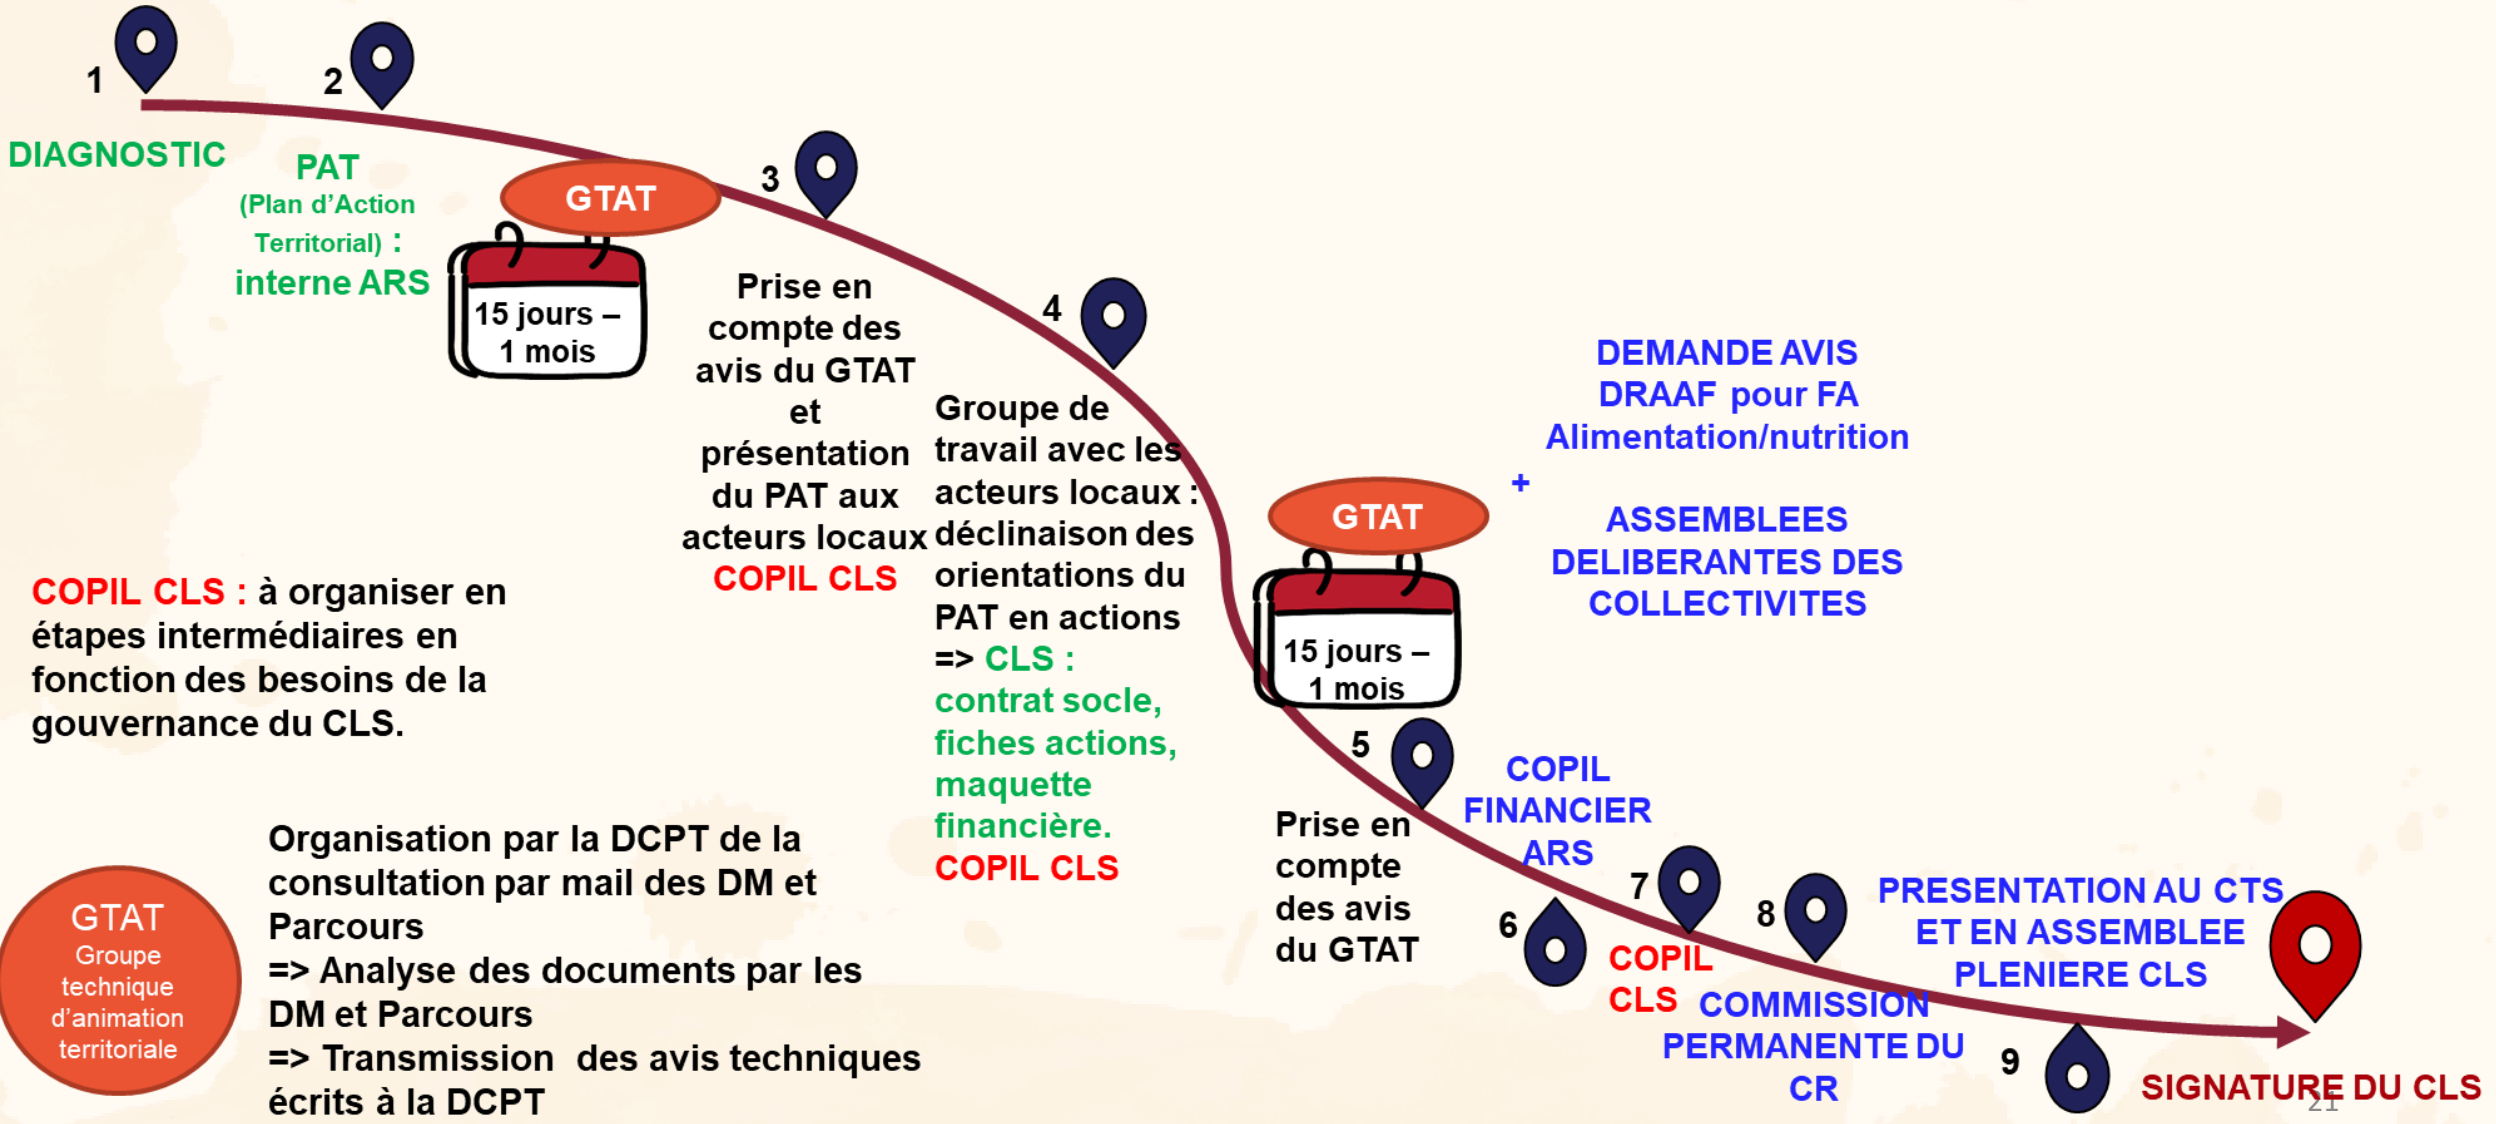 1
DIAGNOSTIC
2
PAT
(Plan d’Action
Territorial) :
interne ARS
GTAT
15 jours –
1 mois
3
Prise en
compte des
avis du GTAT
et
présentation
du PAT aux
acteurs locaux
COPIL CLS
4
Groupe de
travail avec les
acteurs locaux :
déclinaison des
orientations du
PAT en actions
=> CLS :
contrat socle,
fiches actions,
maquette
financière.
COPIL CLS
GTAT
15 jours –
1 mois
DEMANDE AVIS
DRAAF pour FA
Alimentation/nutrition
+
ASSEMBLEES
DELIBERANTES DES
COLLECTIVITES
COPIL CLS : à organiser en
étapes intermédiaires en
fonction des besoins de la
gouvernance du CLS.
GTAT
Groupe
technique
d’animation
territoriale
Organisation par la DCPT de la
consultation par mail des DM et
Parcours
=> Analyse des documents par les
DM et Parcours
=> Transmission des avis techniques
écrits à la DCPT
5
Prise en
compte
des avis
du GTAT
COPIL
FINANCIER
ARS
6
7
COPIL
CLS
8
COMMISSION
PERMANENTE DU
CR
PRESENTATION AU CTS
ET EN ASSEMBLEE
PLENIERE CLS
9
SIGNATURE DU CLS
21